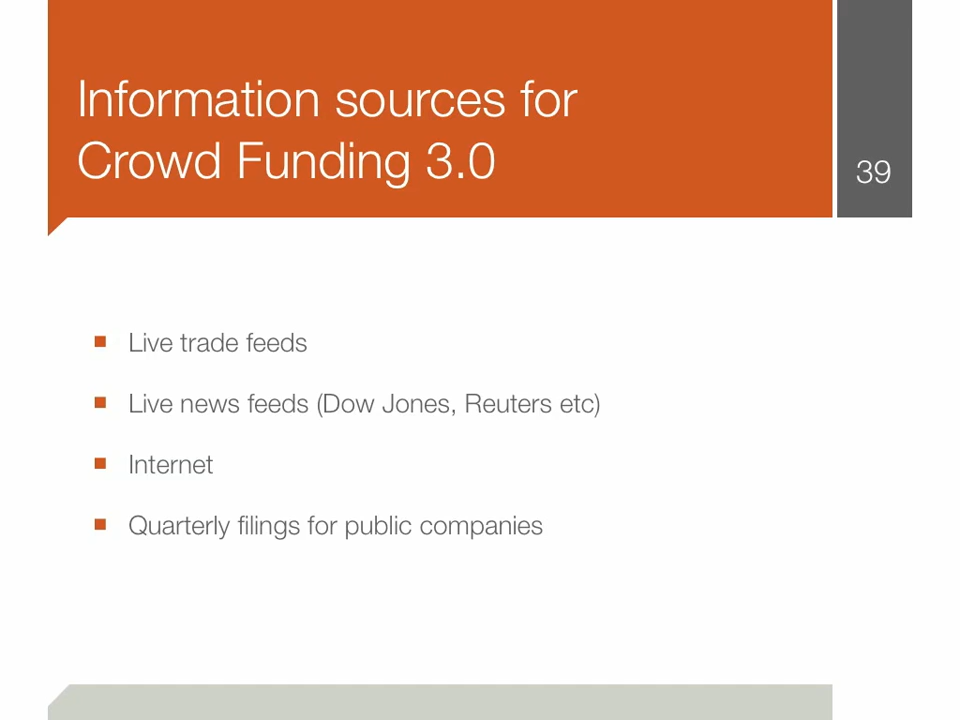 Information sources for
Crowd Funding 3.0
39
Live trade feeds
Live news feeds (Dow Jones, Reuters etc)
Internet
Quarterly filings for public companies